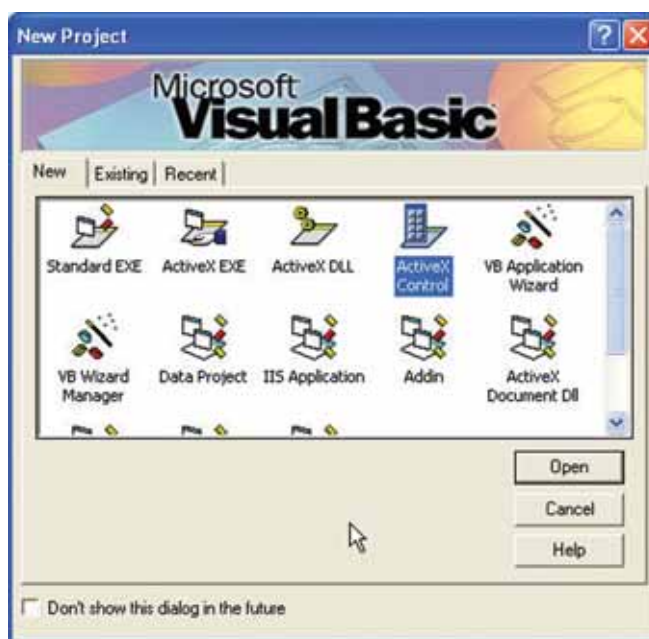 New Project
Microsoft
Visual Basic
New Existing Recent
Standard EXE ActiveX EXE ActiveX DLL ActiveX Control VB Application Wizard
VB Wizard Manager Data Project IIS Application Addin ActiveX Document Dll
Open
Cancel
Help
Don't show this dialog in the future